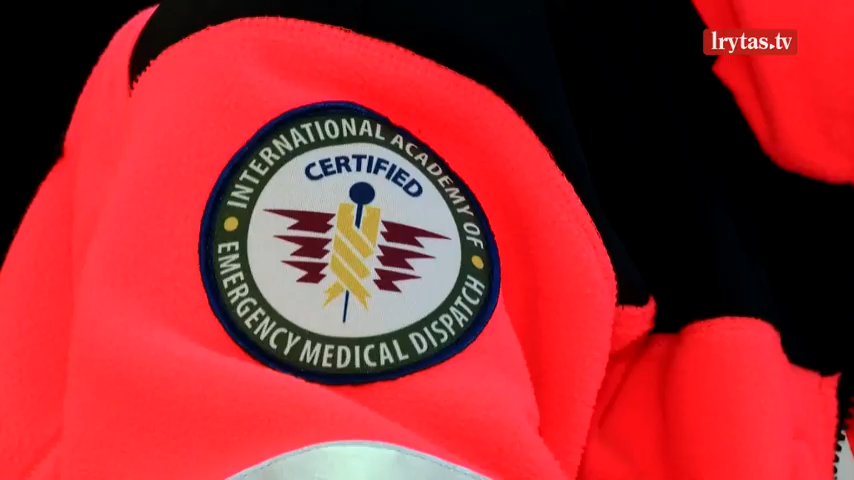 lrytas.tv
INTERNATIONAL ACADEMY OF
CERTIFIED
EMERGENCY MEDICAL DISPATCH